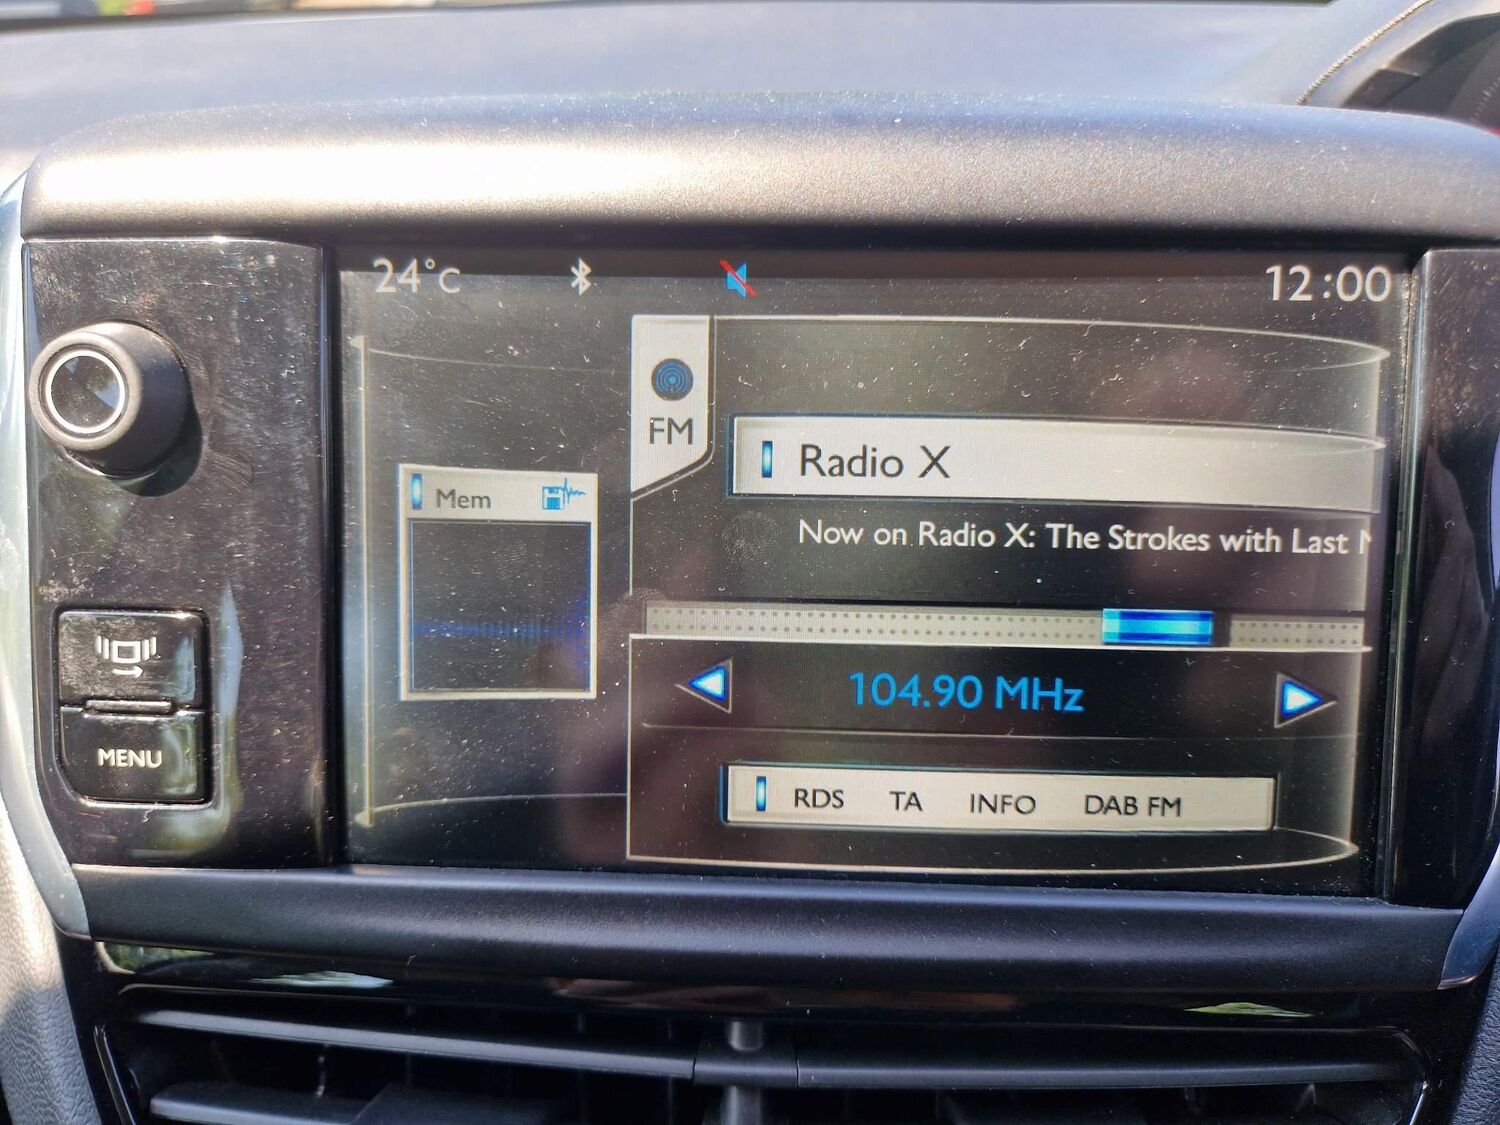 24°C 12:00
FM
Radio X
Mem
Now on Radio X: The Strokes with Last
104.90 MHz
MENU
RDS TA INFO DAB FM